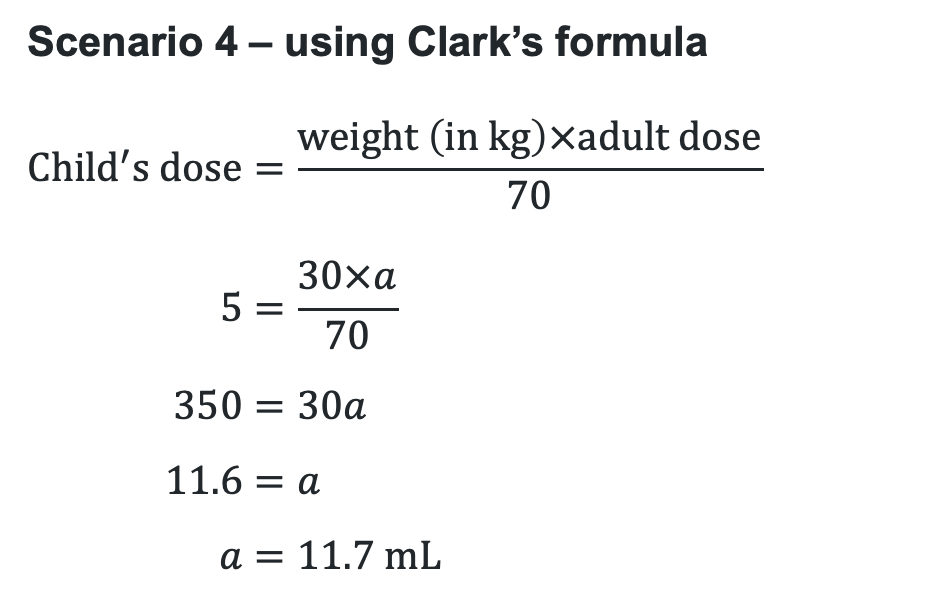 Scenario 4 – using Clark’s formula
Child′s dose = weight (in kg)×adult dose / 70
5 = 30×a / 70
350 = 30a
11.6 = a
a = 11.7 mL